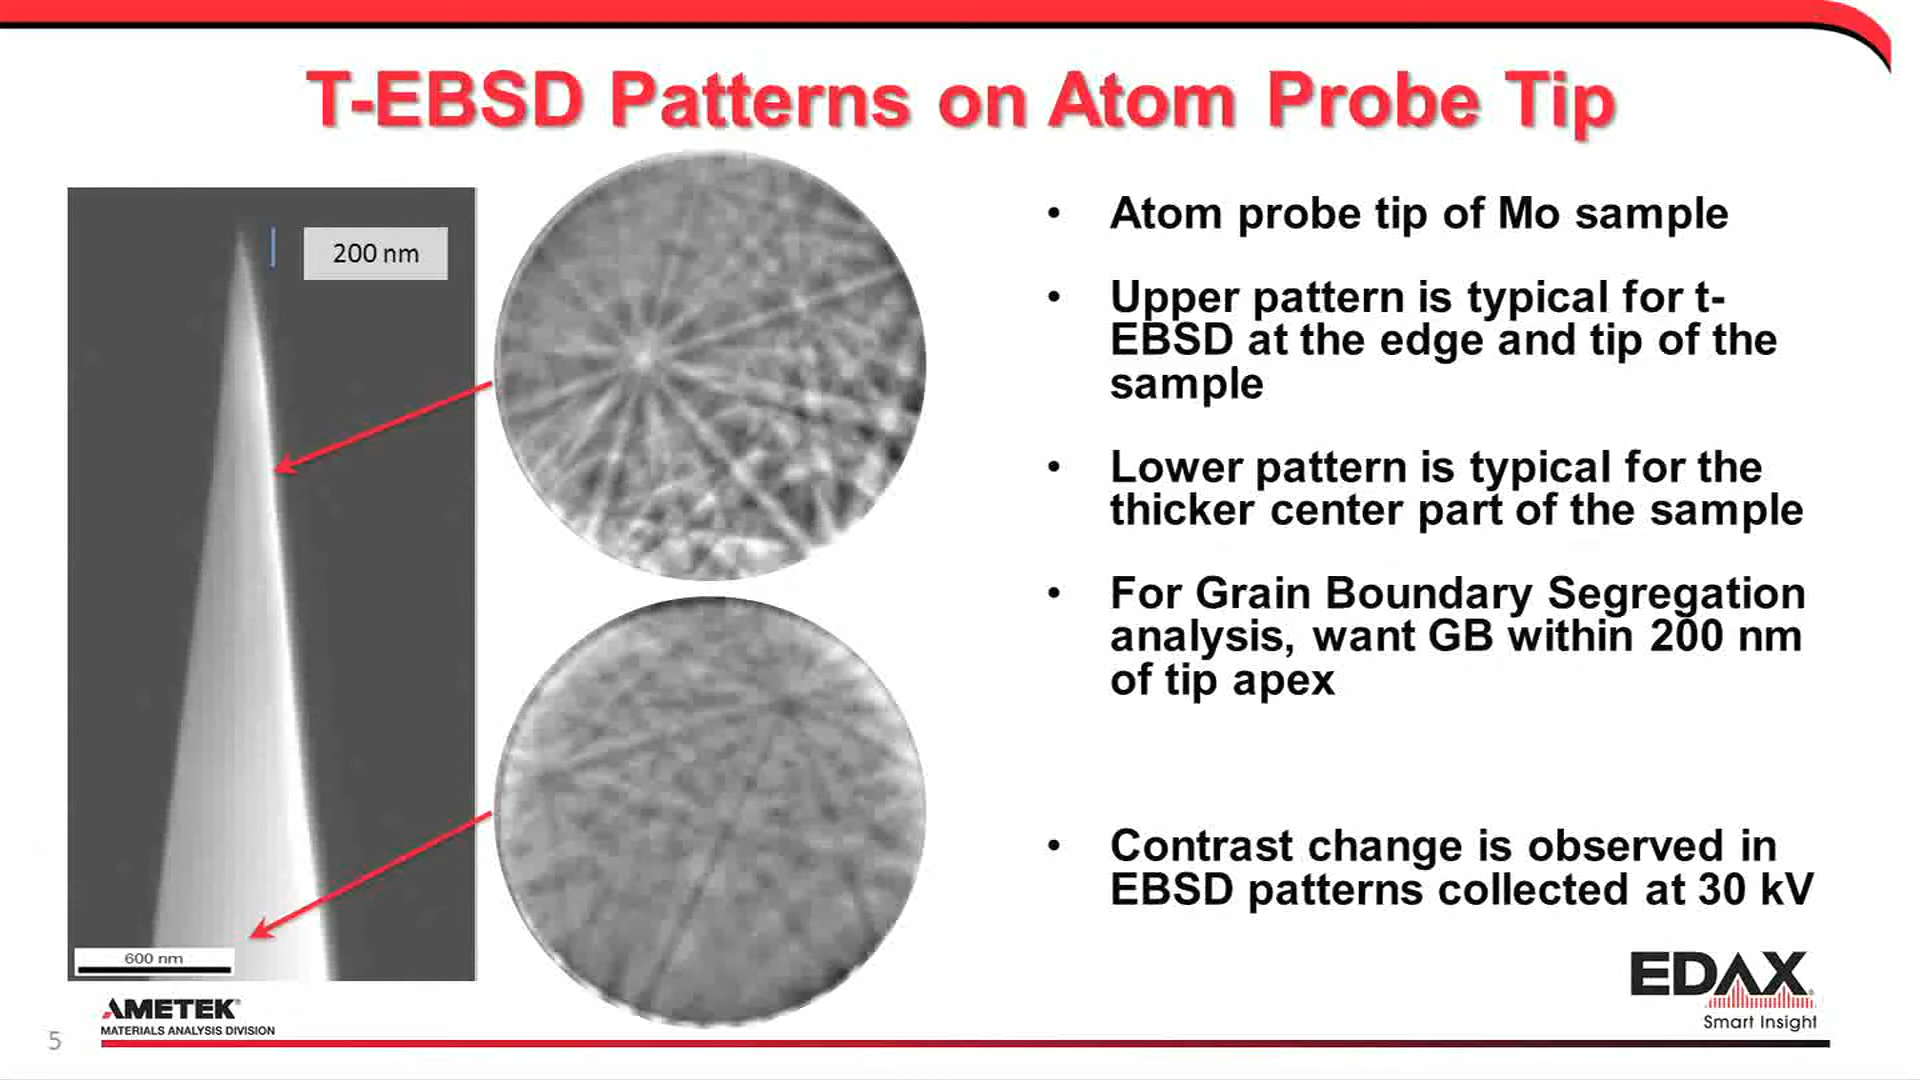 T-EBSD Patterns on Atom Probe Tip
200 nm
600 nm
• Atom probe tip of Mo sample
• Upper pattern is typical for t-
EBSD at the edge and tip of the
sample
• Lower pattern is typical for the
thicker center part of the sample
• For Grain Boundary Segregation
analysis, want GB within 200 nm
of tip apex
• Contrast change is observed in
EBSD patterns collected at 30 kV
AMETEK®
MATERIALS ANALYSIS DIVISION
EDAX®
Smart Insight
5